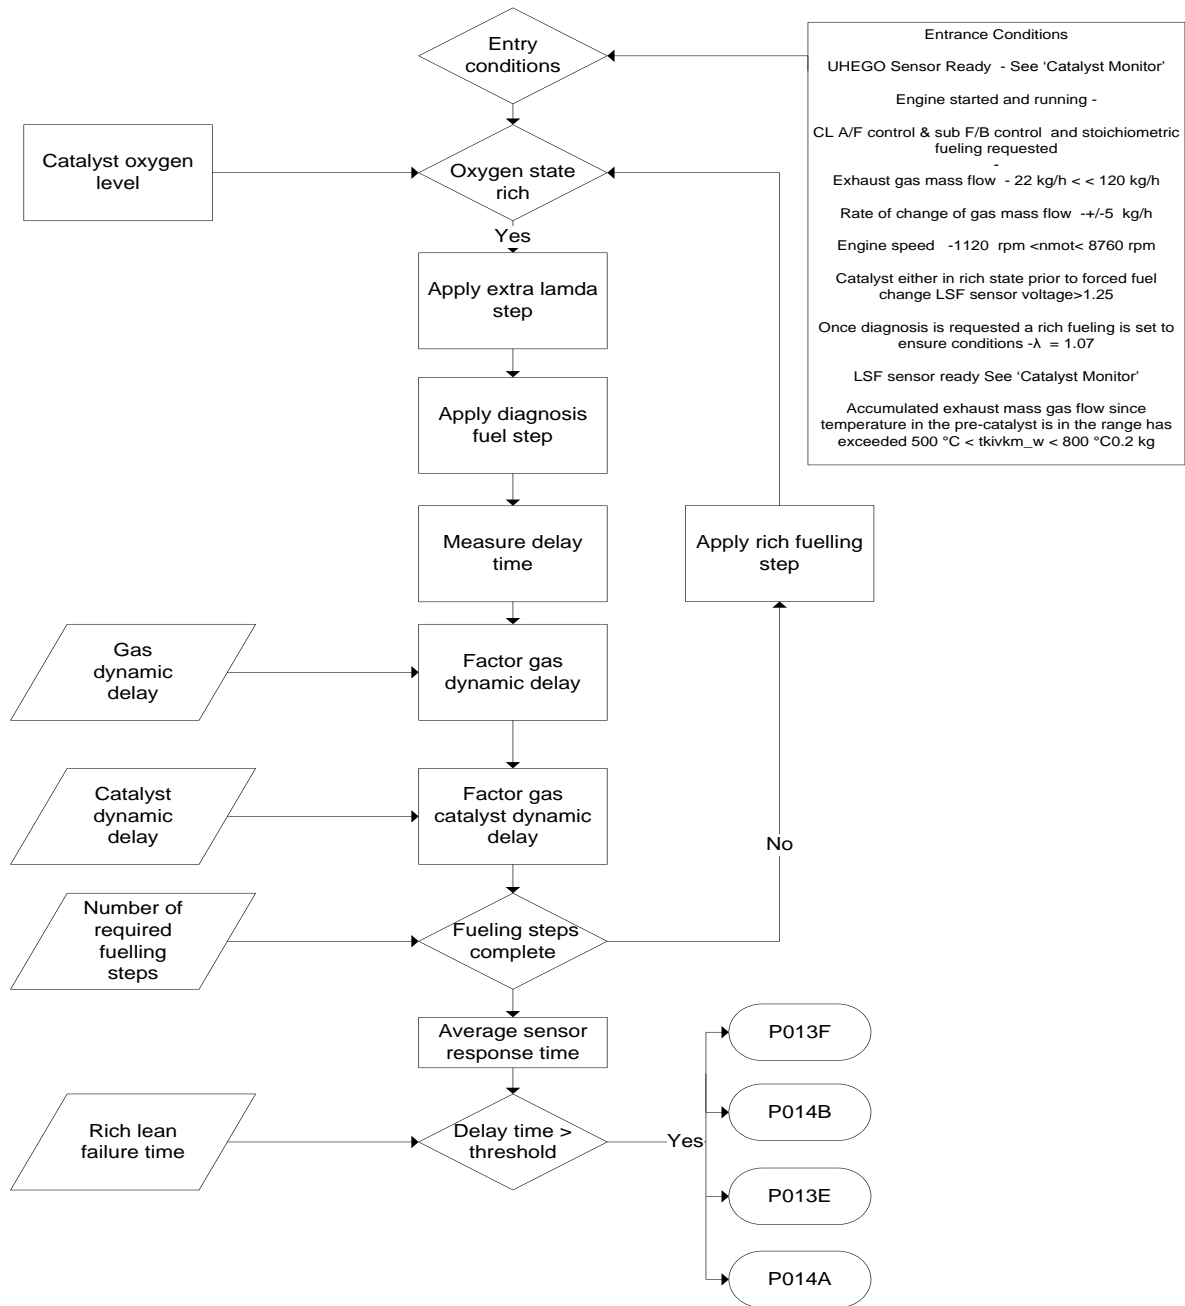 Entry
conditions
Entrance Conditions
UHEGO Sensor Ready - See 'Catalyst Monitor'
Engine started and running -
CL A/F control & sub F/B control and stoichiometric
fueling requested
-
Exhaust gas mass flow - 22 kg/h < < 120 kg/h
Rate of change of gas mass flow -+/-5 kg/h
Engine speed -1120 rpm <nmot< 8760 rpm
Catalyst either in rich state prior to forced fuel
change LSF sensor voltage>1.25
Once diagnosis is requested a rich fueling is set to
ensure conditions -λ = 1.07
LSF sensor ready See 'Catalyst Monitor'
Accumulated exhaust mass gas flow since
temperature in the pre-catalyst is in the range has
exceeded 500 °C < tkivkm_w < 800 °C0.2 kg
Catalyst oxygen
level
Oxygen state
rich
Yes
Apply extra lamda
step
Apply diagnosis
fuel step
Measure delay
time
Apply rich fuelling
step
Gas
dynamic
delay
Factor gas
dynamic delay
Catalyst
dynamic
delay
Factor gas
catalyst dynamic
delay
No
Number of
required
fuelling
steps
Fueling steps
complete
Average sensor
response time
Rich lean
failure time
Delay time >
threshold
Yes
P013F
P014B
P013E
P014A